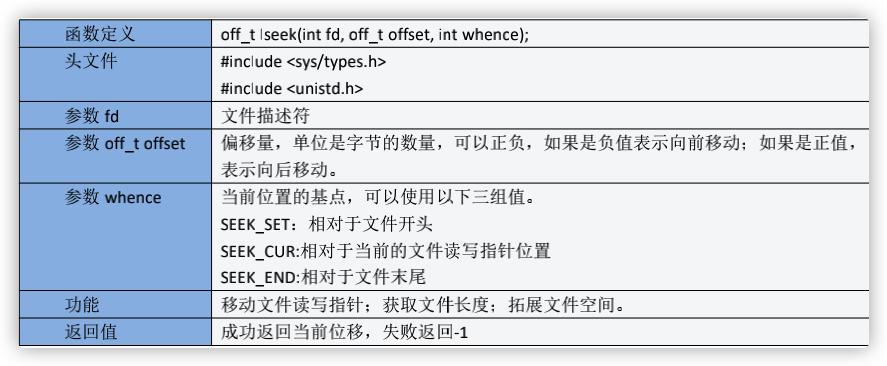 函数定义 off_t lseek(int fd, off_t offset, int whence);
头文件 #include <sys/types.h>
#include <unistd.h>
参数 fd 文件描述符
参数 off_t offset 偏移量，单位是字节的数量，可以正负，如果是负值表示向前移动；如果是正值，
表示向后移动。
参数 whence 当前位置的基点，可以使用以下三组值。
SEEK_SET：相对于文件开头
SEEK_CUR:相对于当前的文件读写指针位置
SEEK_END:相对于文件末尾
功能 移动文件读写指针；获取文件长度；拓展文件空间。
返回值 成功返回当前位移，失败返回-1